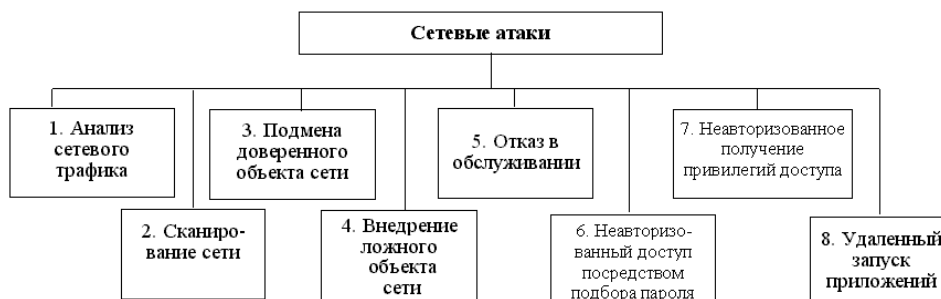 Сетевые атаки
1. Анализ
сетевого
трафика
2. Сканиро-
вание сети
3. Подмена
доверенного
объекта сети
4. Внедрение
ложного
объекта
сети
5. Отказ в
обслуживании
6. Неавторизо-
ванный доступ
посредством
подбора пароля
7. Неавторизованное
получение
привилегий доступа
8. Удаленный
запуск
приложений